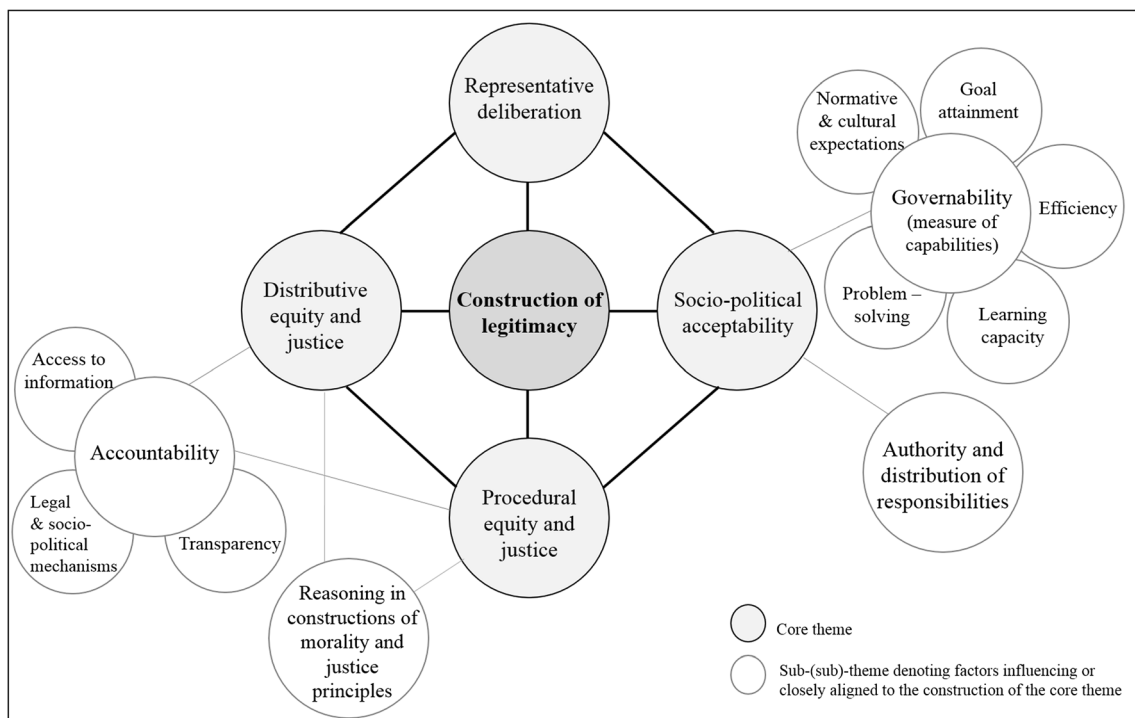 Representative
deliberation
Normative
& cultural
expectations
Goal
attainment
Governability
(measure of
capabilities)
Efficiency
Problem –
solving
Learning
capacity
Distributive
equity and
justice
Construction of
legitimacy
Socio-political
acceptability
Access to
information
Accountability
Legal
& socio-
political
mechanisms
Transparency
Procedural
equity and
justice
Authority and
distribution of
responsibilities
Reasoning in
constructions of
morality and
justice
principles
Core theme
Sub-(sub)-theme denoting factors influencing or
closely aligned to the construction of the core theme